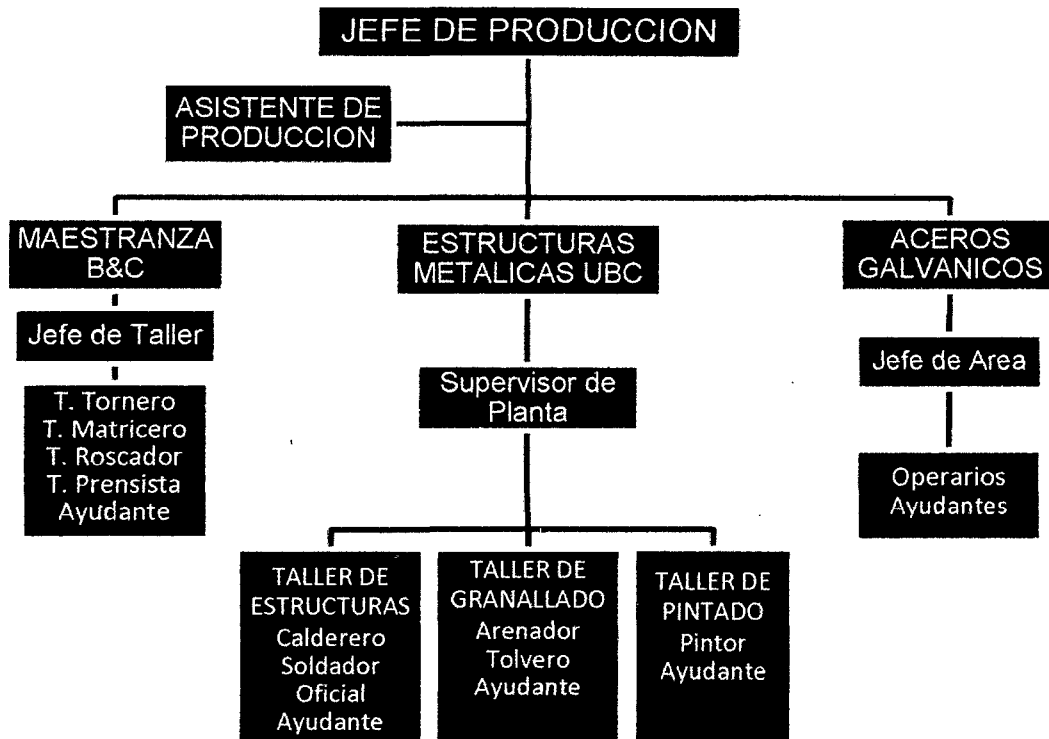 JEFE DE PRODUCCION
ASISTENTE DE
PRODUCCION
MAESTRANZA
B&C
ESTRUCTURAS
METALICAS UBC
ACEROS
GALVANICOS
Jefe de Taller
Supervisor de
Planta
Jefe de Area
T. Tornero
T. Matricero
T. Roscador
T. Prensista
Ayudante
Operarios
Ayudantes
TALLER DE
ESTRUCTURAS
Calderero
Soldador
Oficial
Ayudante
TALLER DE
GRANALLADO
Arenador
Tolvero
Ayudante
TALLER DE
PINTADO
Pintor
Ayudante